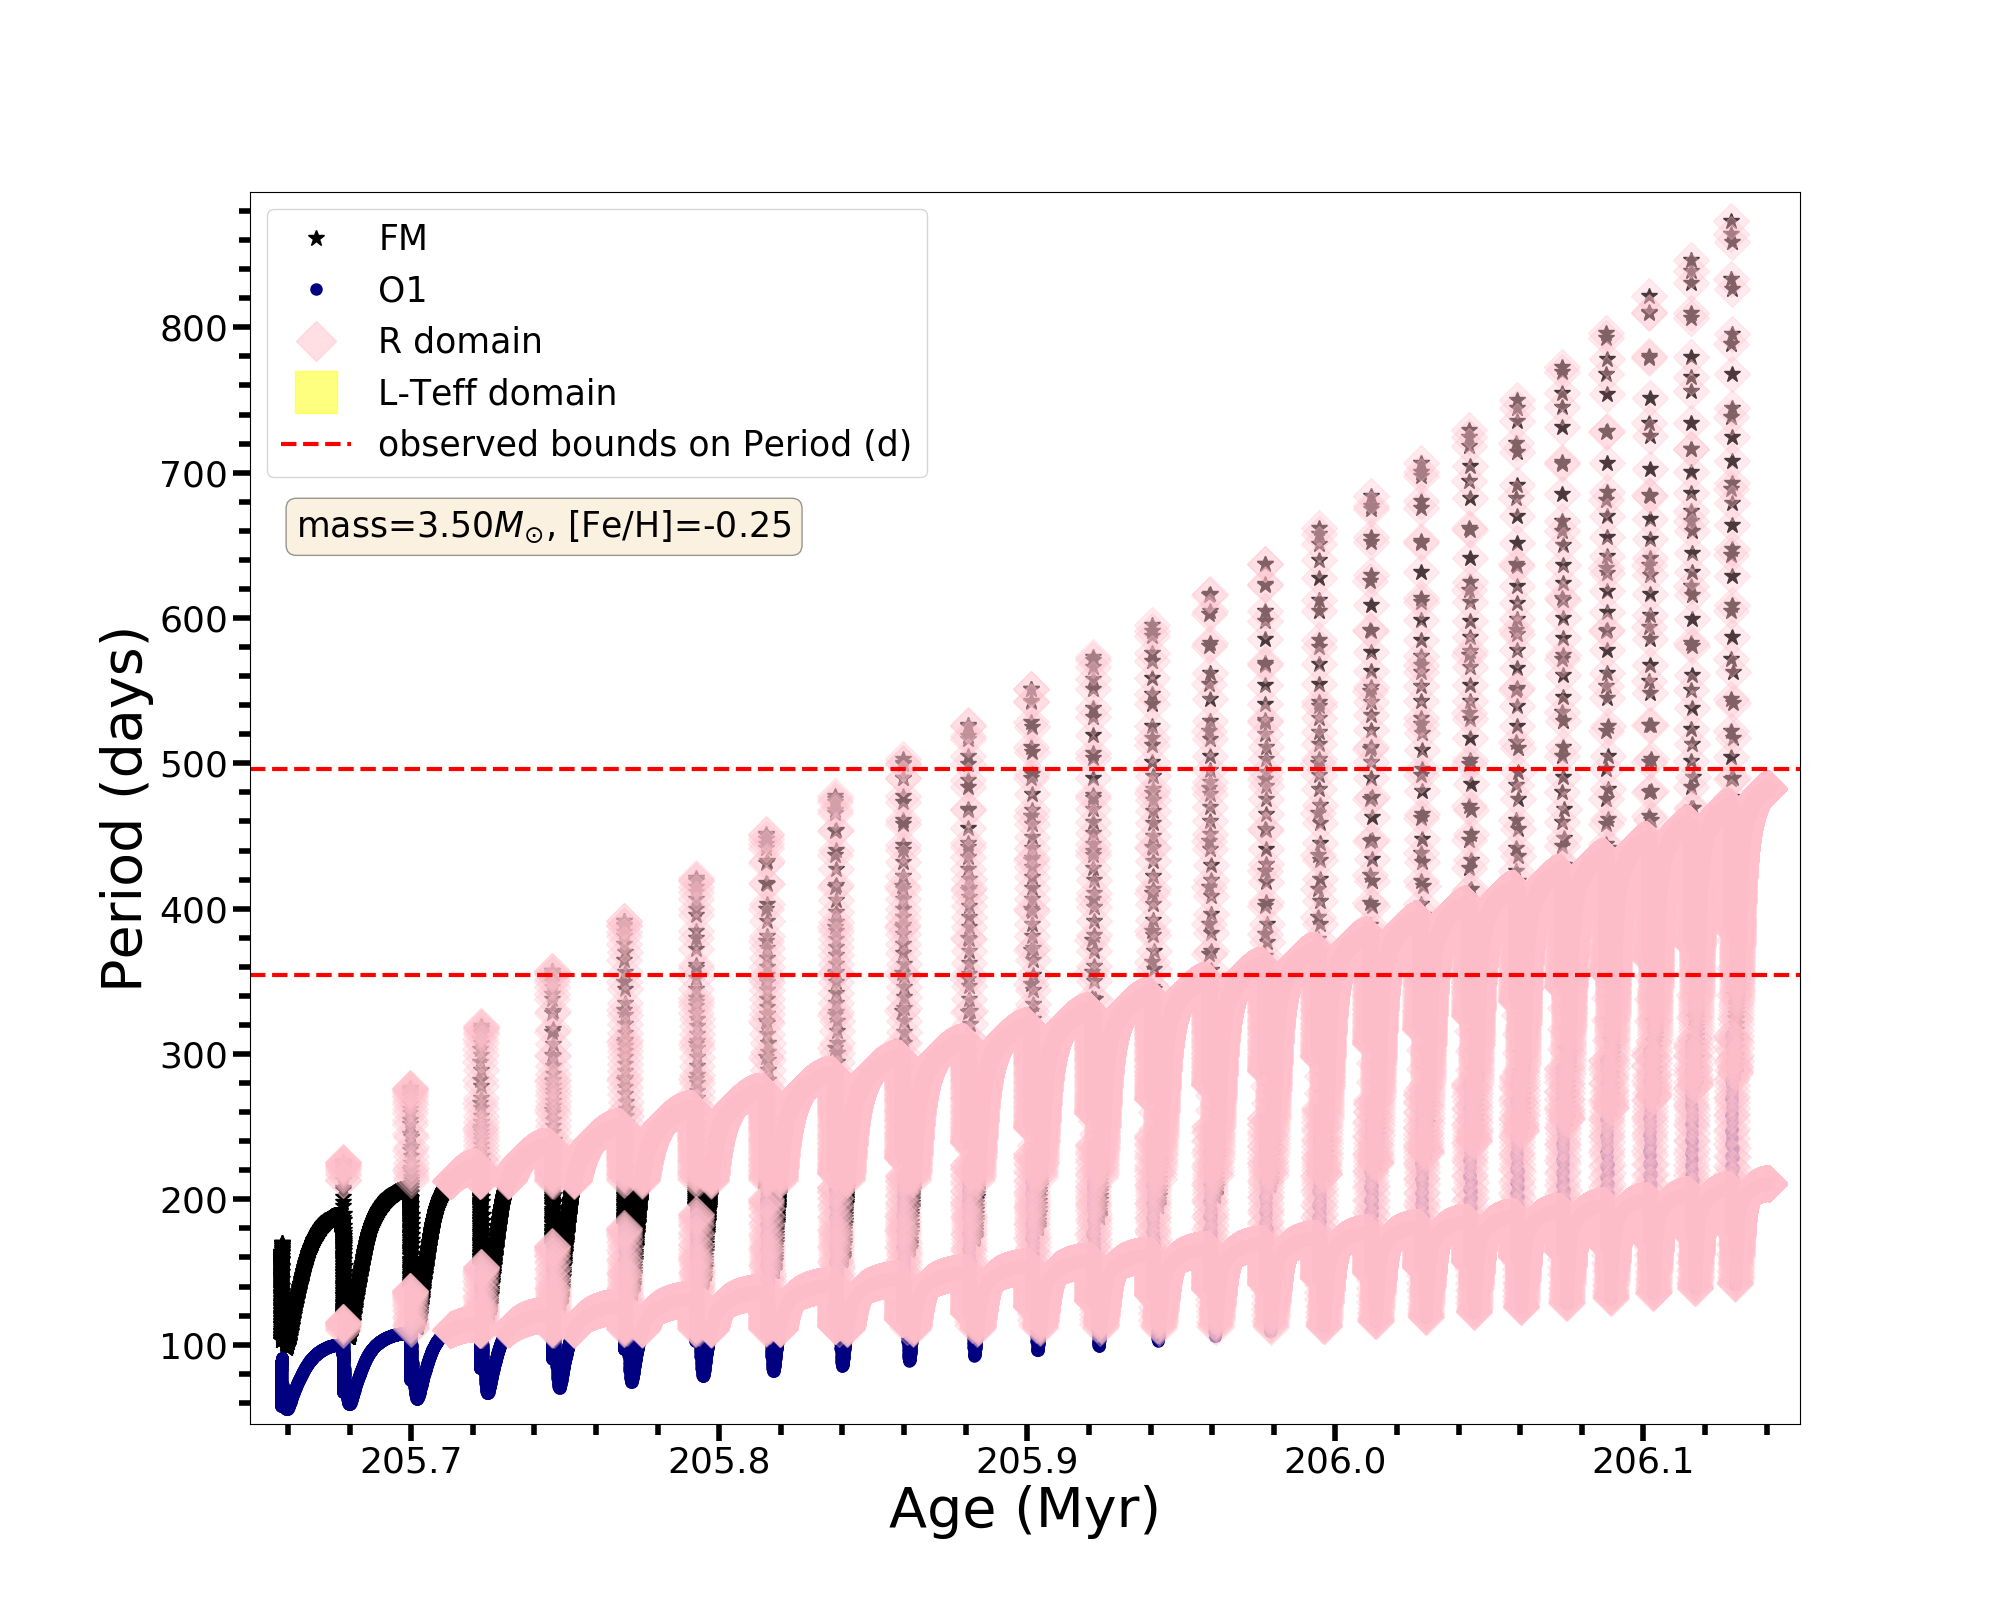 FM
O1
R domain
L-Teff domain
observed bounds on Period (d)
mass=3.50M☉, [Fe/H]=-0.25
800
700
600
500
400
300
200
100
Period (days)
205.7 205.8 205.9 206.0 206.1
Age (Myr)